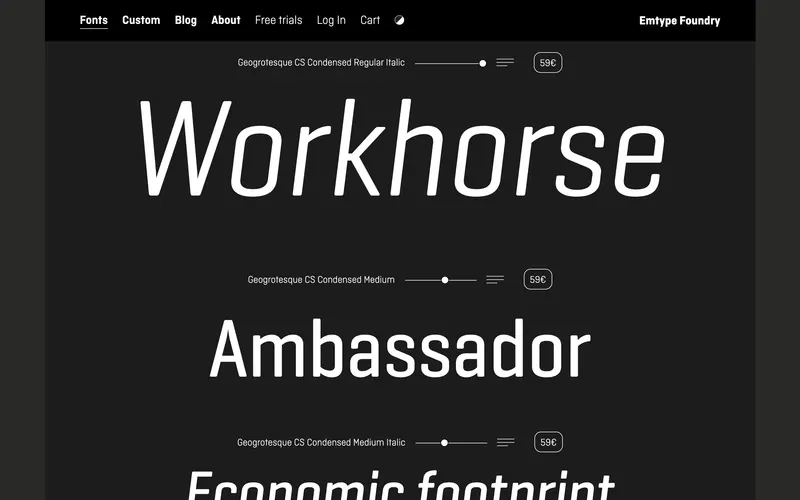 Fonts Custom Blog About Free trials Log In Cart Emtype Foundry
Geogrotesque CS Condensed Regular Italic 59€
Workhorse
Geogrotesque CS Condensed Medium 59€
Ambassador
Geogrotesque CS Condensed Medium Italic 59€
Economic footprint